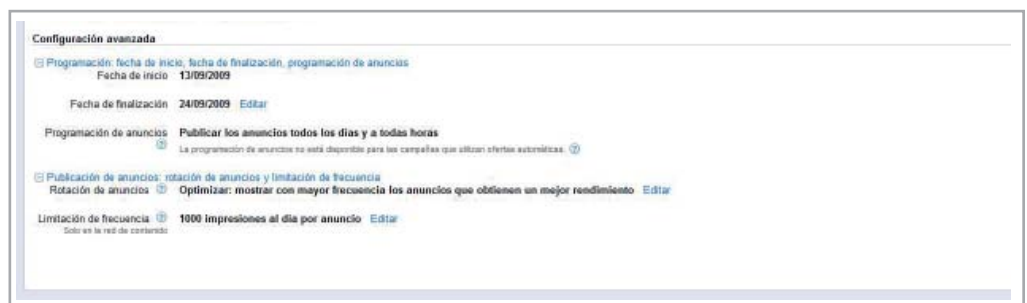 Configuración avanzada
Programación: fecha de inicio, fecha de finalización, programación de anuncios
Fecha de inicio 13/09/2009
Fecha de finalización 24/09/2009 Editar
Programación de anuncios Publicar los anuncios todos los días y a todas horas
La programación de anuncios no está disponible para las campañas que utilizan ofertas automáticas.
Publicación de anuncios: rotación de anuncios y limitación de frecuencia
Rotación de anuncios Optimizar: mostrar con mayor frecuencia los anuncios que obtienen un mejor rendimiento Editar
Limitación de frecuencia 1000 impresiones al día por anuncio Editar
Solo en la red de contenido